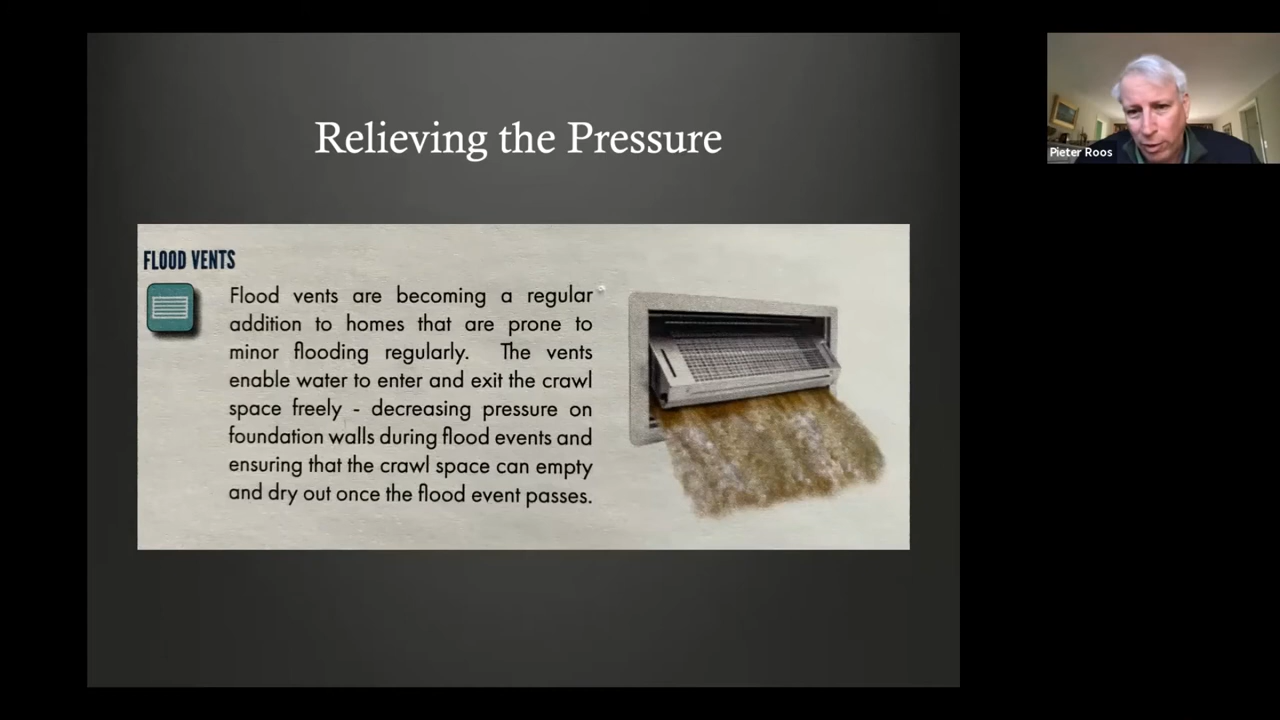 Relieving the Pressure
Pieter Roos
FLOOD VENTS
Flood vents are becoming a regular
addition to homes that are prone to
minor flooding regularly. The vents
enable water to enter and exit the crawl
space freely - decreasing pressure on
foundation walls during flood events and
ensuring that the crawl space can empty
and dry out once the flood event passes.